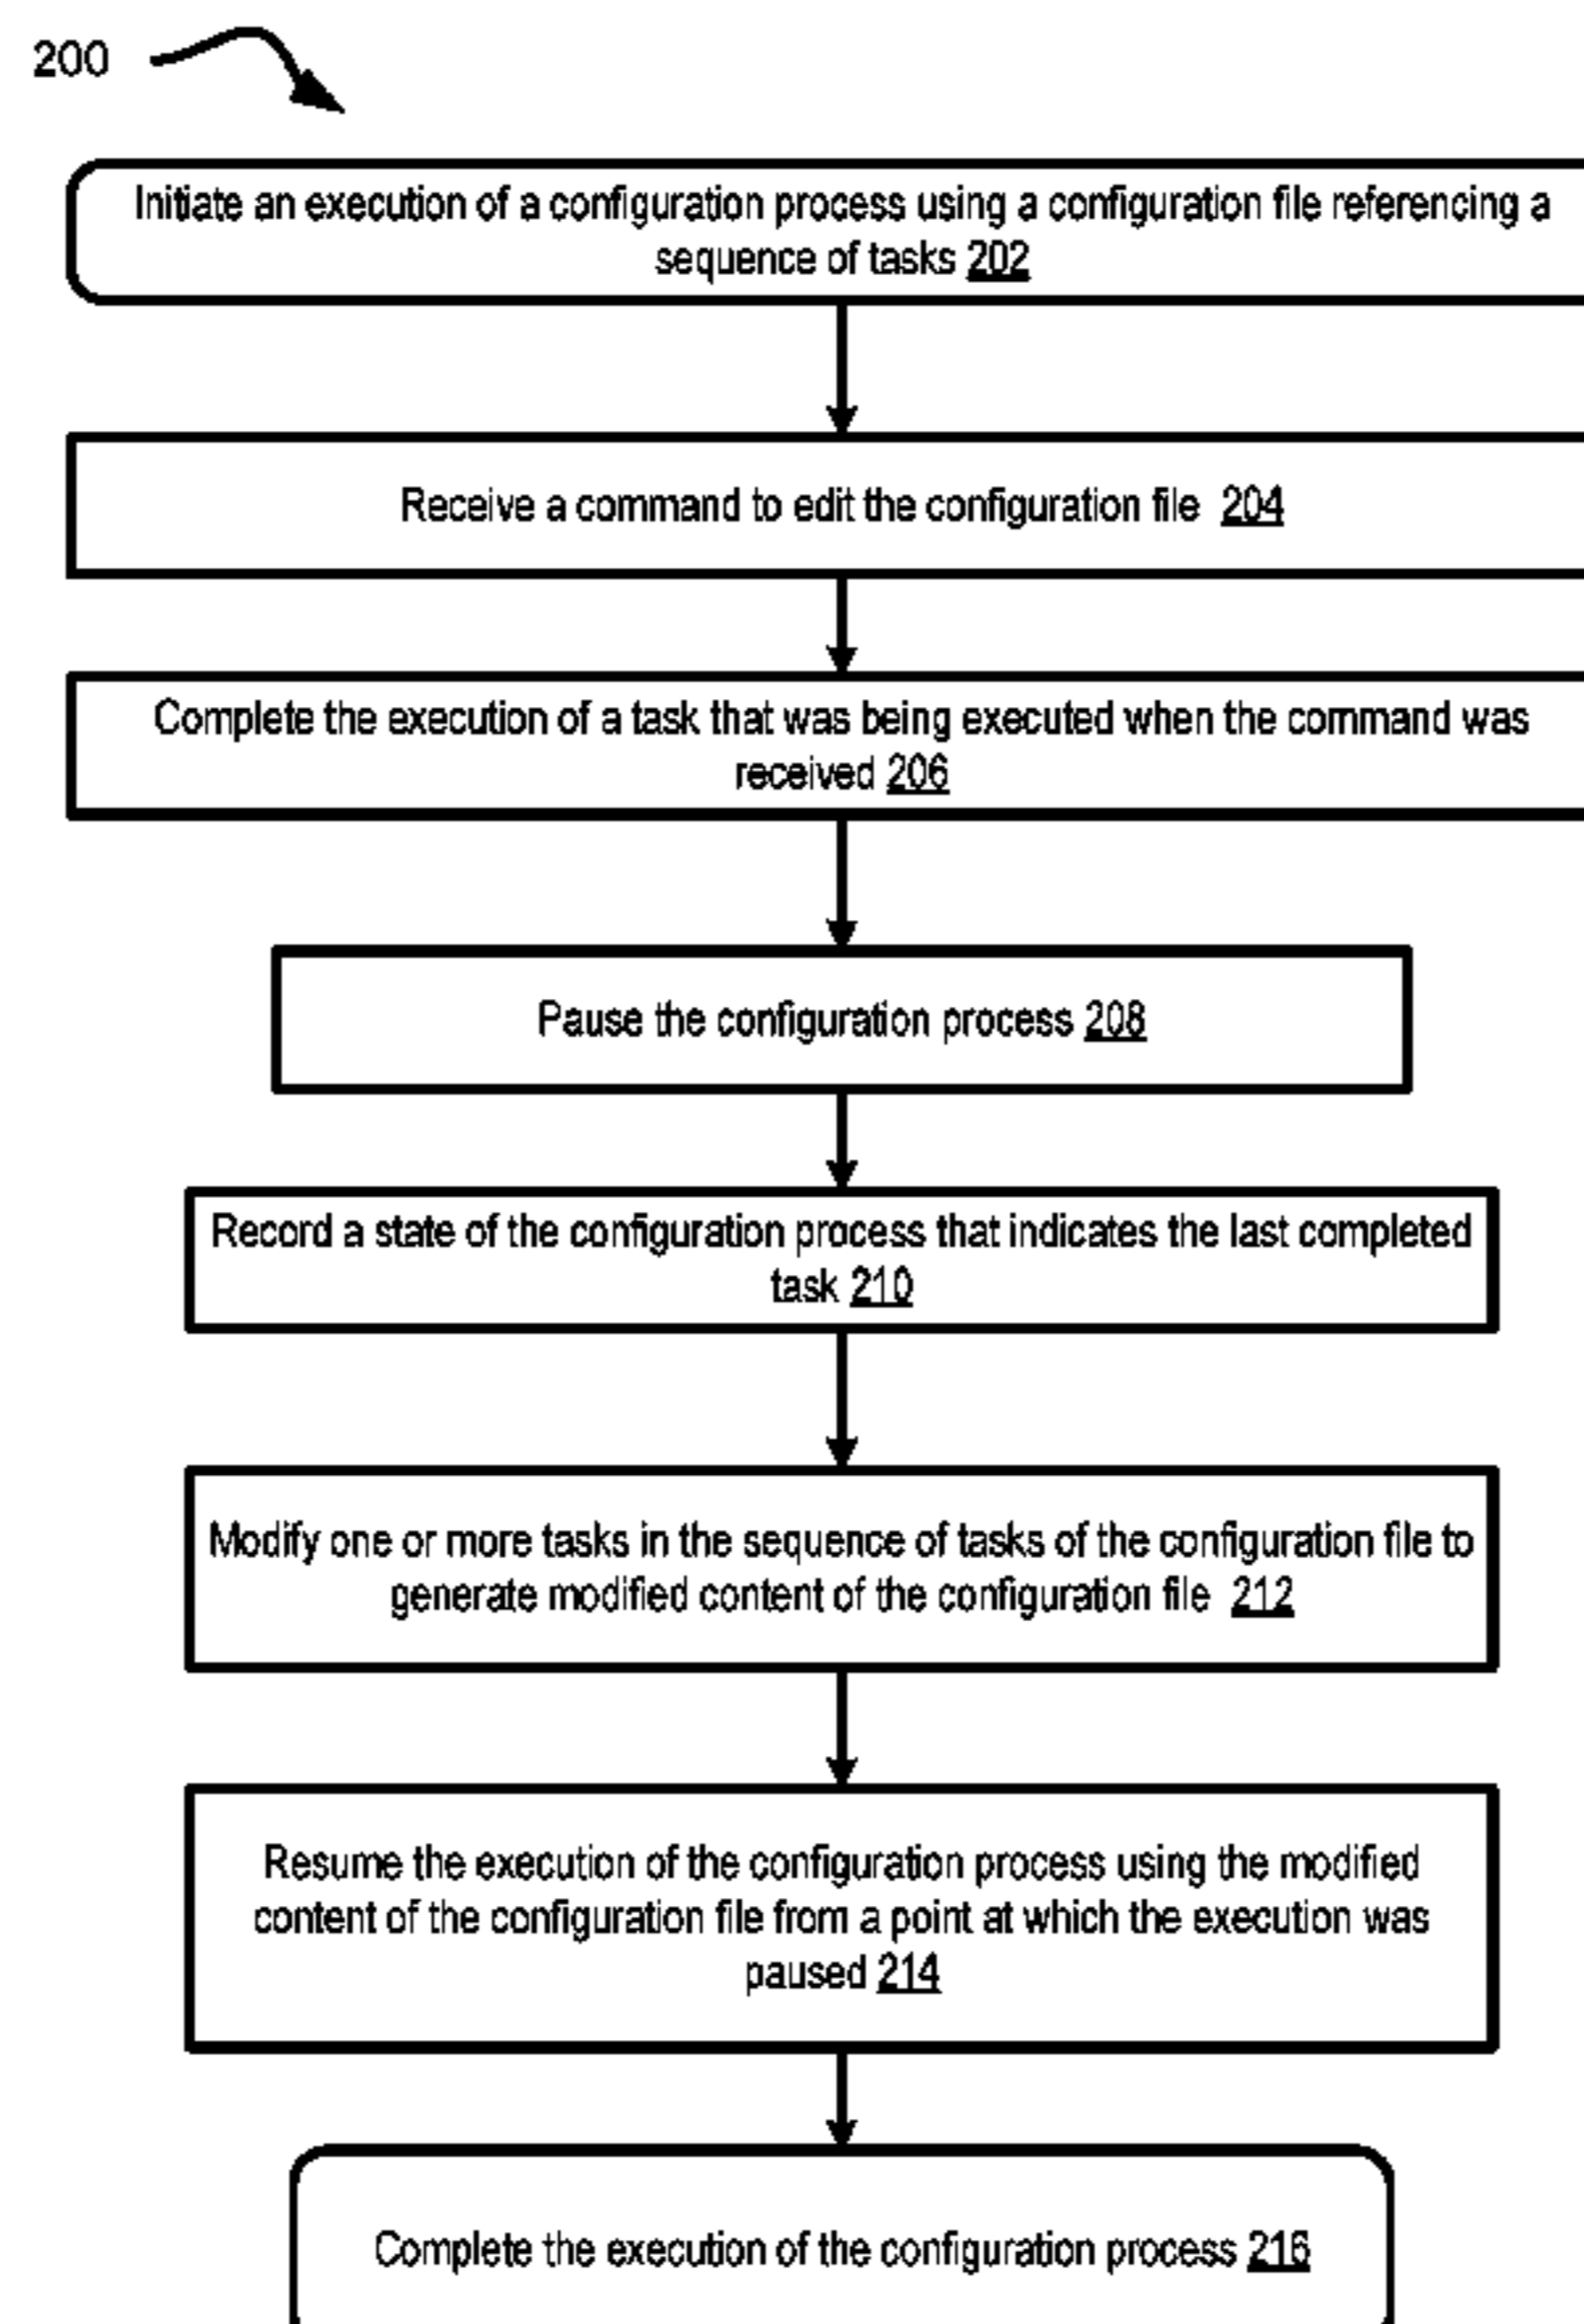 200
Initiate an execution of a configuration process using a configuration file referencing a
sequence of tasks 202
Receive a command to edit the configuration file 204
Complete the execution of a task that was being executed when the command was
received 206
Pause the configuration process 208
Record a state of the configuration process that indicates the last completed
task 210
Modify one or more tasks in the sequence of tasks of the configuration file to
generate modified content of the configuration file 212
Resume the execution of the configuration process using the modified
content of the configuration file from a point at which the execution was
paused 214
Complete the execution of the configuration process 216